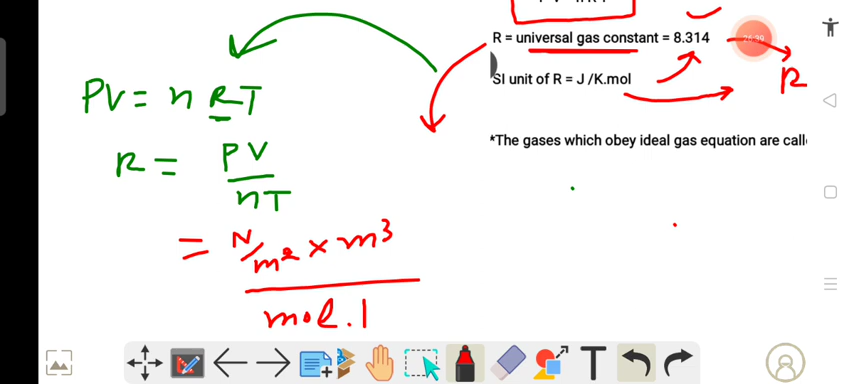 R = universal gas constant = 8.314
SI unit of R = J /K.mol
R
*The gases which obey ideal gas equation are call
PV = n RT
R = PV
nT
= N/m² × m³
mol . 1